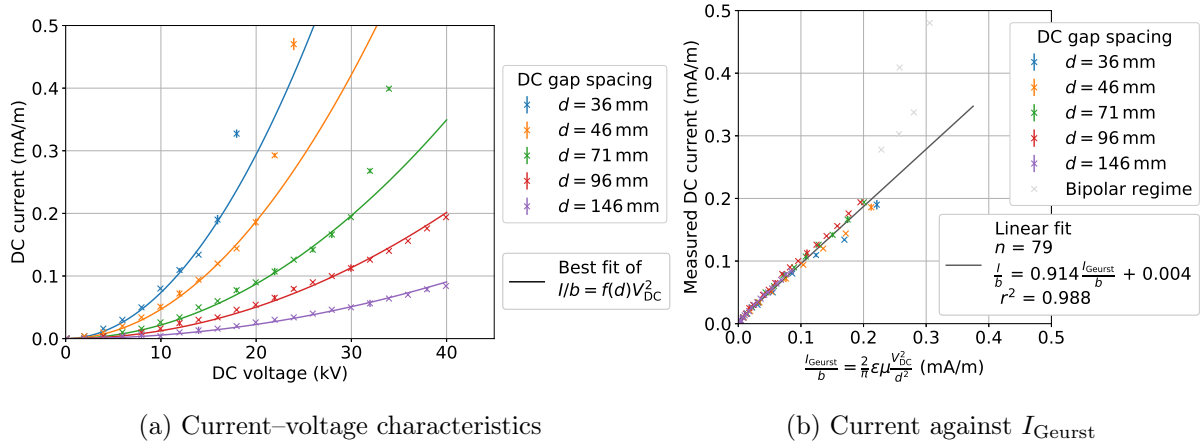 0.5
0.4
0.3
0.2
0.1
0.0
DC current (mA/m)
0 10 20 30 40
DC voltage (kV)
DC gap spacing
d = 36 mm
d = 46 mm
d = 71 mm
d = 96 mm
d = 146 mm
Best fit of
I/b = f(d)V²_DC
(a) Current–voltage characteristics
0.5
0.4
0.3
0.2
0.1
0.0
Measured DC current (mA/m)
0.0 0.1 0.2 0.3 0.4 0.5
I_Geurst/b = 2/π εμ V²_DC/d² (mA/m)
DC gap spacing
d = 36 mm
d = 46 mm
d = 71 mm
d = 96 mm
d = 146 mm
Bipolar regime
Linear fit
n = 79
I/b = 0.914 I_Geurst/b + 0.004
r² = 0.988
(b) Current against I_Geurst